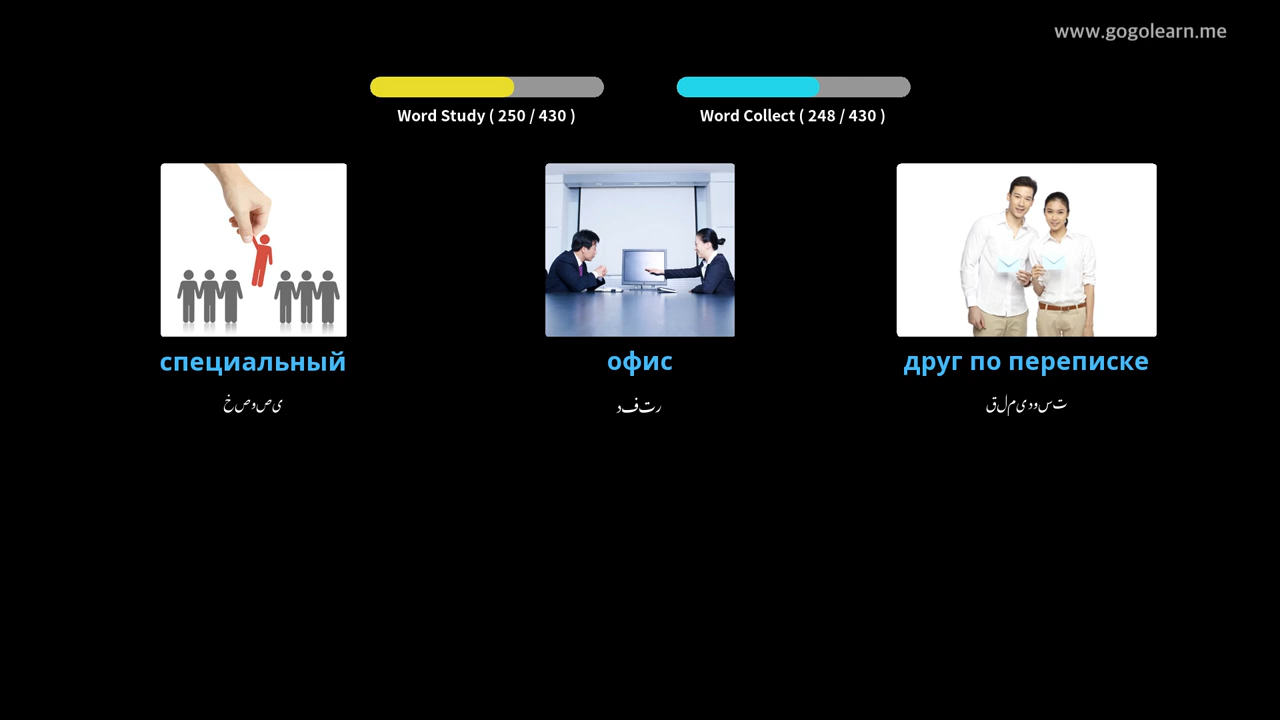 www.gogolearn.me
Word Study ( 250 / 430 )
Word Collect ( 248 / 430 )
специальный
офис
друг по переписке
خصوصی
دفتر
قلمی دوست